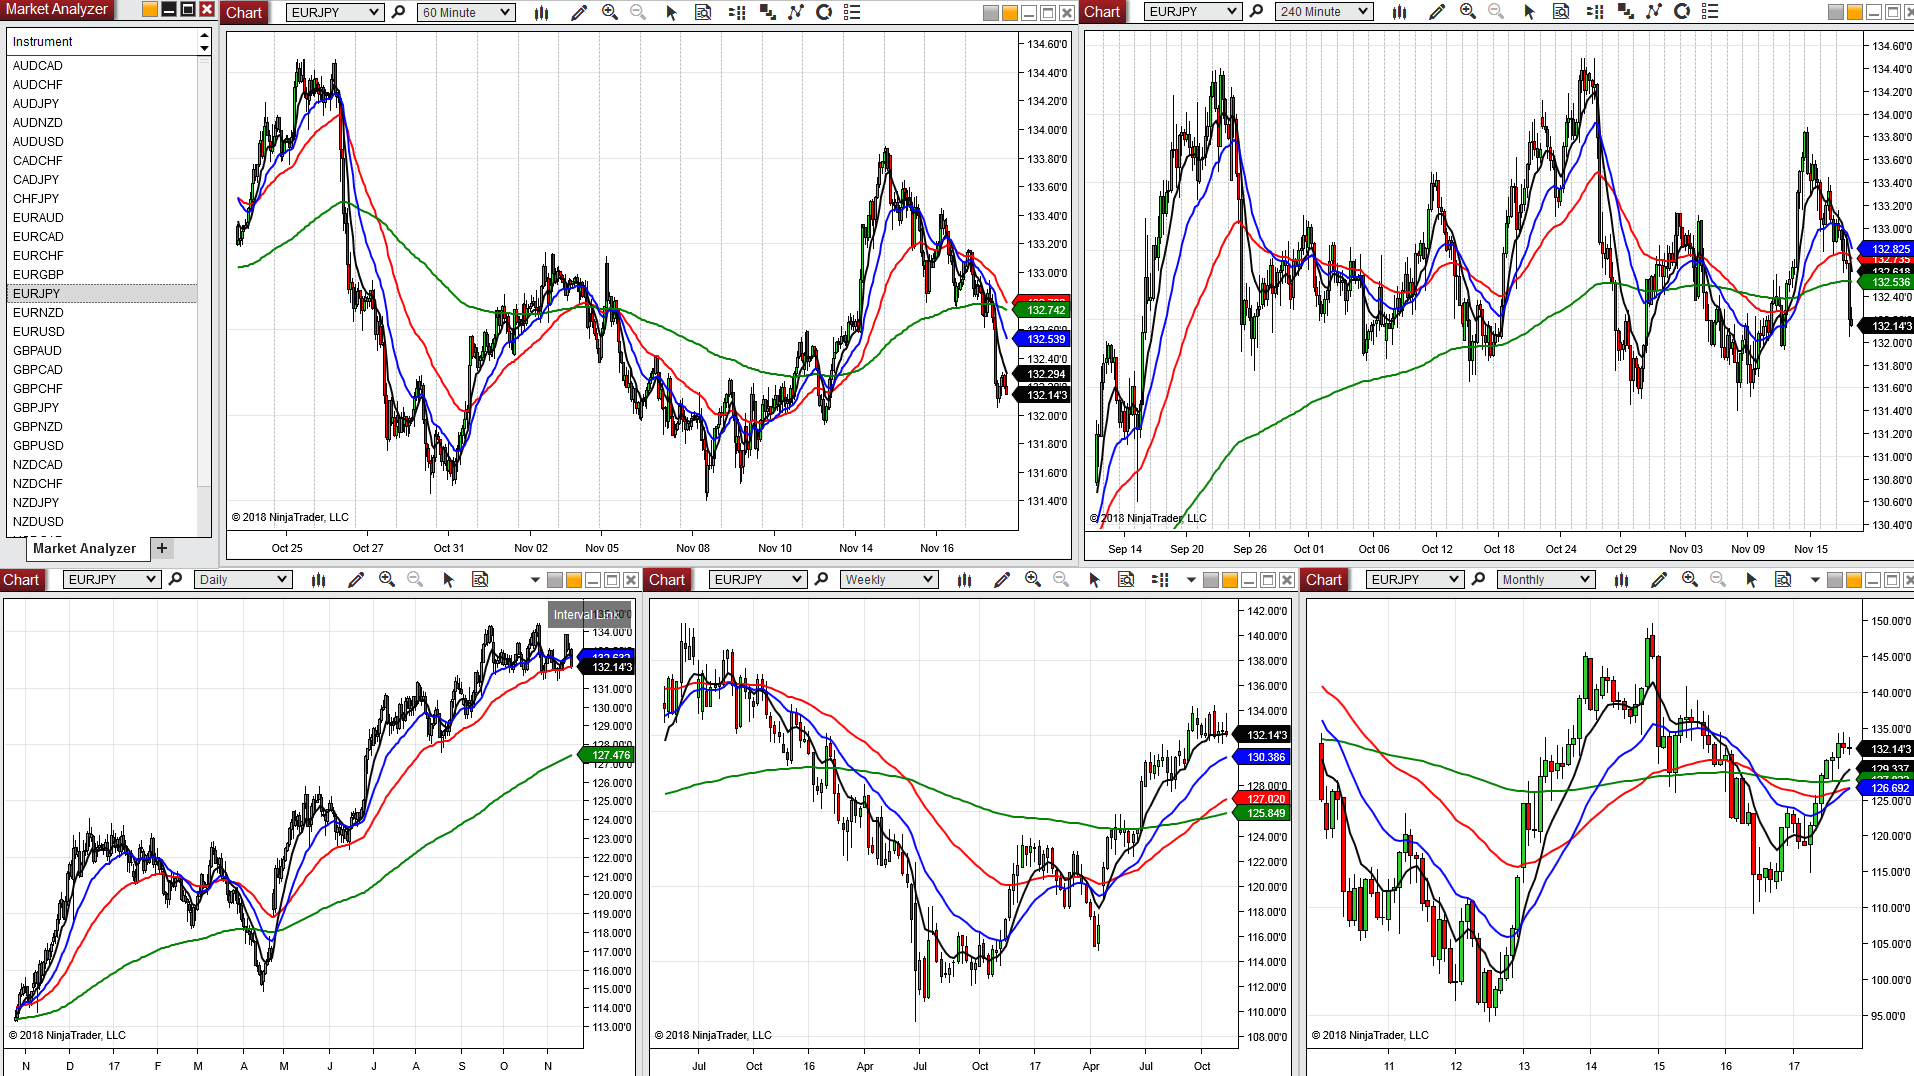 Market Analyzer
Instrument
AUDCAD
AUDCHF
AUDJPY
AUDNZD
AUDUSD
CADCHF
CADJPY
CHFJPY
EURAUD
EURCAD
EURCHF
EURGBP
EURJPY
EURNZD
EURUSD
GBPAUD
GBPCAD
GBPCHF
GBPJPY
GBPNZD
GBPUSD
NZDCAD
NZDCHF
NZDJPY
NZDUSD
Market Analyzer +
Chart EURJPY 60 Minute
134.60'0
134.40'0
134.20'0
134.00'0
133.80'0
133.60'0
133.40'0
133.20'0
133.00'0
132.742
132.539
132.40'0
132.294
132.14'3
132.00'0
131.80'0
131.60'0
131.40'0
© 2018 NinjaTrader, LLC
Oct 25 Oct 27 Oct 31 Nov 02 Nov 05 Nov 08 Nov 10 Nov 14 Nov 16
Chart EURJPY 240 Minute
134.60'0
134.40'0
134.20'0
134.00'0
133.80'0
133.60'0
133.40'0
133.20'0
133.00'0
132.825
132.536
132.40'0
132.14'3
132.00'0
131.80'0
131.60'0
131.40'0
131.20'0
131.00'0
130.80'0
130.60'0
130.40'0
© 2018 NinjaTrader, LLC
Sep 14 Sep 20 Sep 26 Oct 01 Oct 06 Oct 12 Oct 18 Oct 24 Oct 29 Nov 03 Nov 09 Nov 15
Chart EURJPY Daily
Interval Link
134.00'0
132.14'3
131.00'0
130.00'0
129.00'0
128.00'0
127.476
127.00'0
126.00'0
125.00'0
124.00'0
123.00'0
122.00'0
121.00'0
120.00'0
119.00'0
118.00'0
117.00'0
116.00'0
115.00'0
114.00'0
113.00'0
© 2018 NinjaTrader, LLC
N D 17 F M A M J J A S O N
Chart EURJPY Weekly
142.00'0
140.00'0
138.00'0
136.00'0
134.00'0
132.14'3
130.386
128.00'0
127.020
125.849
124.00'0
122.00'0
120.00'0
118.00'0
116.00'0
114.00'0
112.00'0
110.00'0
108.00'0
© 2018 NinjaTrader, LLC
Jul Oct 16 Apr Jul Oct 17 Apr Jul Oct
Chart EURJPY Monthly
150.00'0
145.00'0
140.00'0
135.00'0
132.14'3
129.337
126.692
125.00'0
120.00'0
115.00'0
110.00'0
105.00'0
100.00'0
95.00'0
© 2018 NinjaTrader, LLC
11 12 13 14 15 16 17